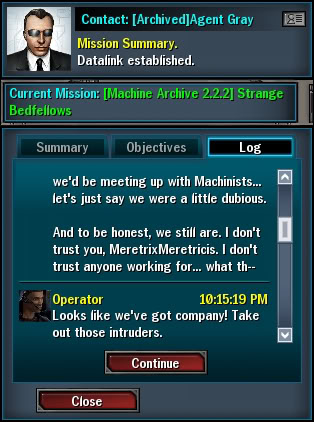 Contact: [Archived]Agent Gray
Mission Summary.
Datalink established.
Current Mission: [Machine Archive 2.2.2] Strange
Bedfellows
Summary
Objectives
Log
we'd be meeting up with Machinists...
let's just say we were a little dubious.
And to be honest, we still are. I don't
trust you, MeretrixMeretricis. I don't
trust anyone working for... what th--
Operator 10:15:19 PM
Looks like we've got company! Take
out those intruders.
Continue
Close